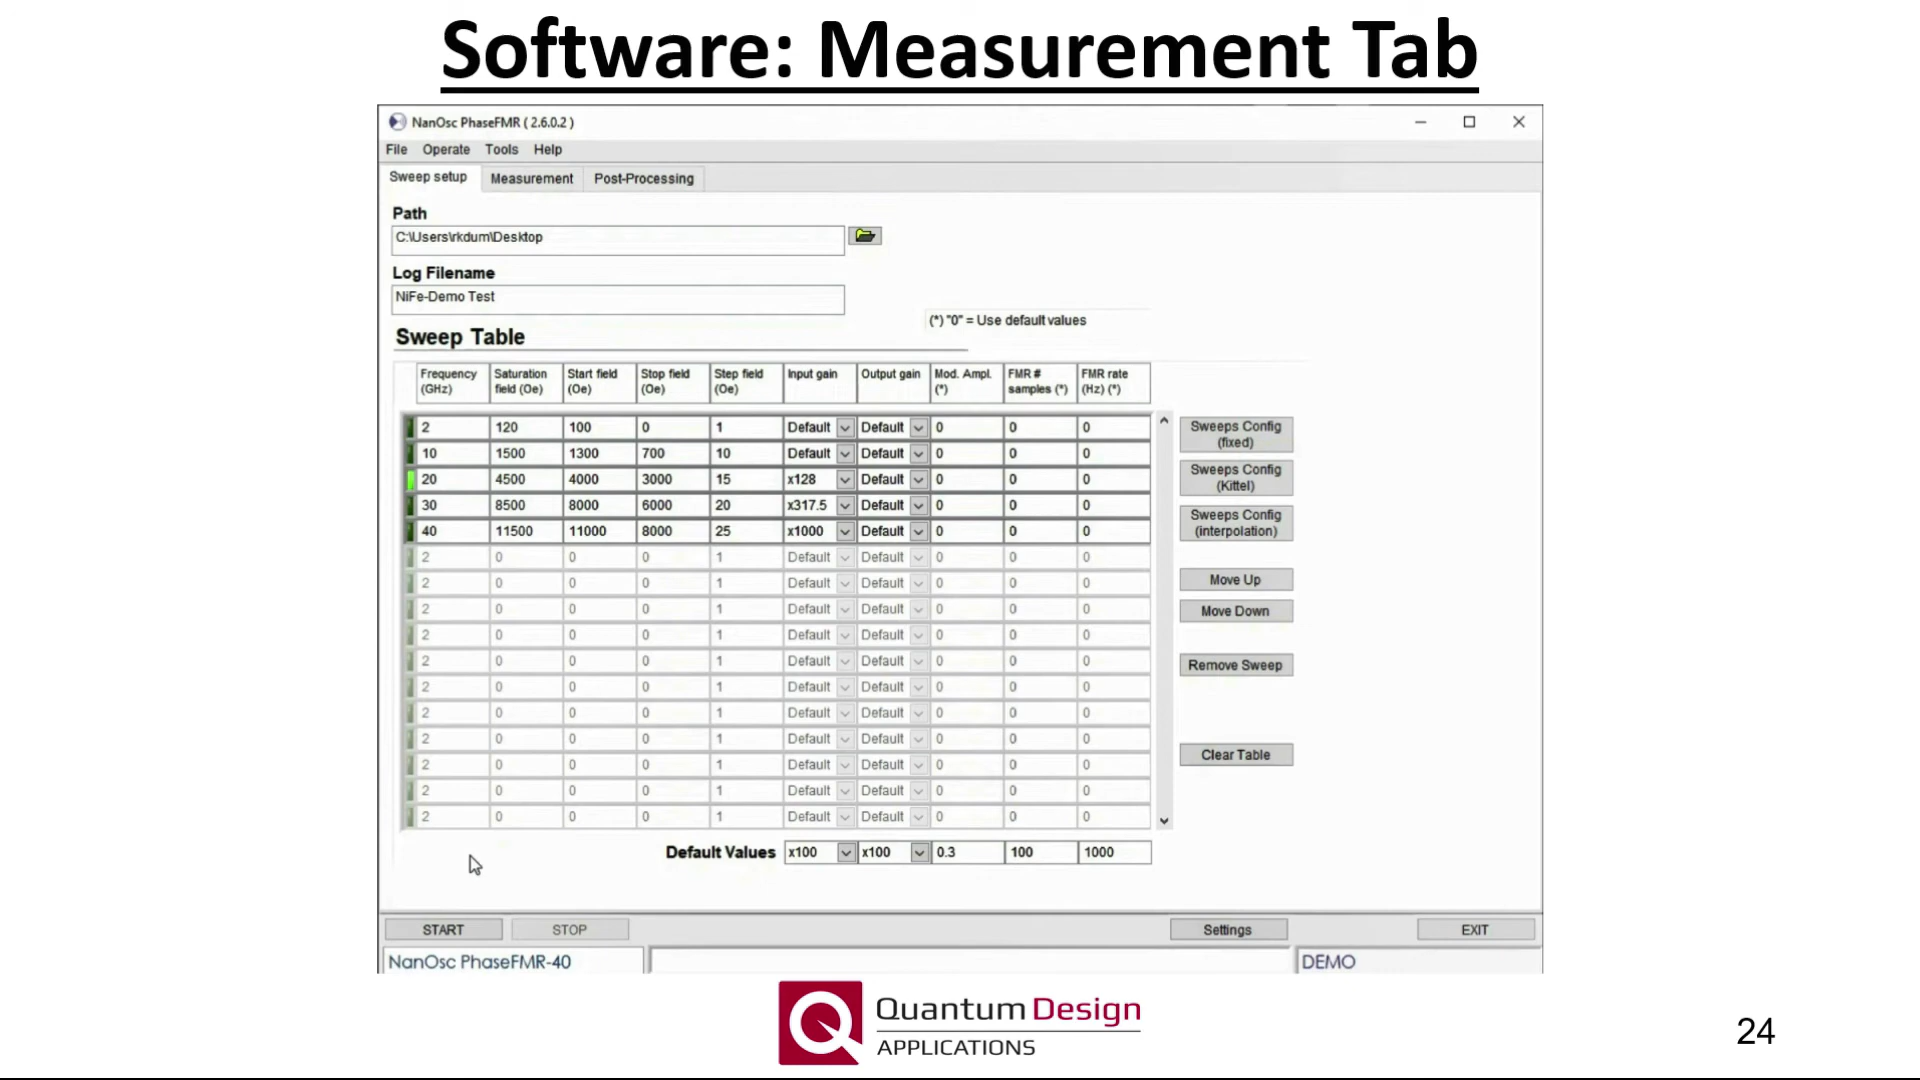 Software: Measurement Tab
NanOsc PhaseFMR ( 2.6.0.2 )
File Operate Tools Help
Sweep setup Measurement Post-Processing
Path
C:\Users\rkdum\Desktop
Log Filename
NiFe-Demo Test
(*) "0" = Use default values
Sweep Table
Frequency (GHz) Saturation field (Oe) Start field (Oe) Stop field (Oe) Step field (Oe) Input gain Output gain Mod. Ampl. (*) FMR # samples (*) FMR rate (Hz) (*)
2 120 100 0 1 Default Default 0 0 0
10 1500 1300 700 10 Default Default 0 0 0
20 4500 4000 3000 15 x128 Default 0 0 0
30 8500 8000 6000 20 x317.5 Default 0 0 0
40 11500 11000 8000 25 x1000 Default 0 0 0
2 0 0 0 1 Default Default 0 0 0
2 0 0 0 1 Default Default 0 0 0
2 0 0 0 1 Default Default 0 0 0
2 0 0 0 1 Default Default 0 0 0
2 0 0 0 1 Default Default 0 0 0
2 0 0 0 1 Default Default 0 0 0
2 0 0 0 1 Default Default 0 0 0
2 0 0 0 1 Default Default 0 0 0
2 0 0 0 1 Default Default 0 0 0
2 0 0 0 1 Default Default 0 0 0
2 0 0 0 1 Default Default 0 0 0
Default Values x100 x100 0.3 100 1000
Sweeps Config
(fixed)
Sweeps Config
(Kittel)
Sweeps Config
(interpolation)
Move Up
Move Down
Remove Sweep
Clear Table
START STOP Settings EXIT
NanOsc PhaseFMR-40 DEMO
Quantum Design
APPLICATIONS
24